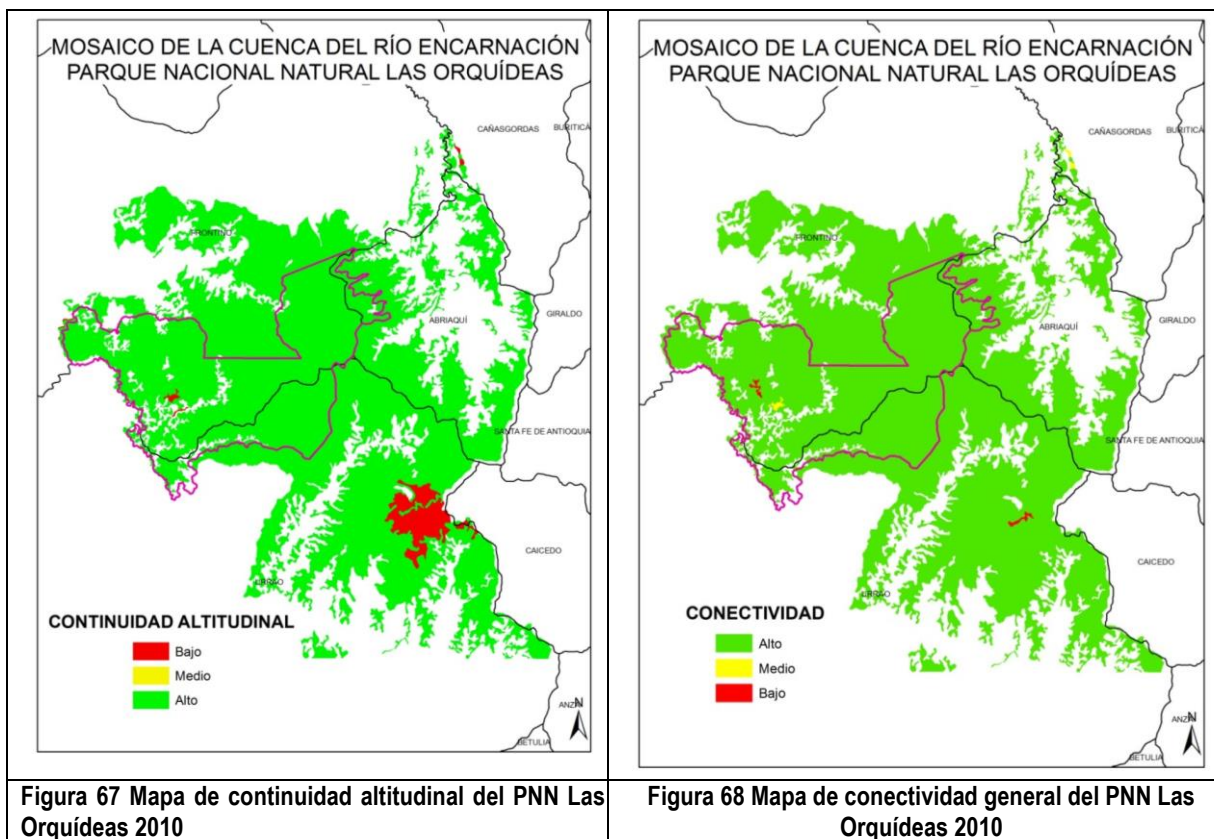 MOSAICO DE LA CUENCA DEL RÍO ENCARNACIÓN
PARQUE NACIONAL NATURAL LAS ORQUÍDEAS
CAÑASGORDAS
BURITICÁ
FRONTINO
GIRALDO
ABRIAQUÍ
SANTA FE DE ANTIOQUIA
CAICEDO
URRAO
CONTINUIDAD ALTITUDINAL
Bajo
Medio
Alto
ANZÁ
N
BETULIA
Figura 67 Mapa de continuidad altitudinal del PNN Las
Orquídeas 2010
MOSAICO DE LA CUENCA DEL RÍO ENCARNACIÓN
PARQUE NACIONAL NATURAL LAS ORQUÍDEAS
CAÑASGORDAS
BURITICÁ
FRONTINO
GIRALDO
ABRIAQUÍ
SANTA FE DE ANTIOQUIA
CAICEDO
URRAO
CONECTIVIDAD
Alto
Medio
Bajo
ANZÁ
N
BETULIA
Figura 68 Mapa de conectividad general del PNN Las
Orquídeas 2010